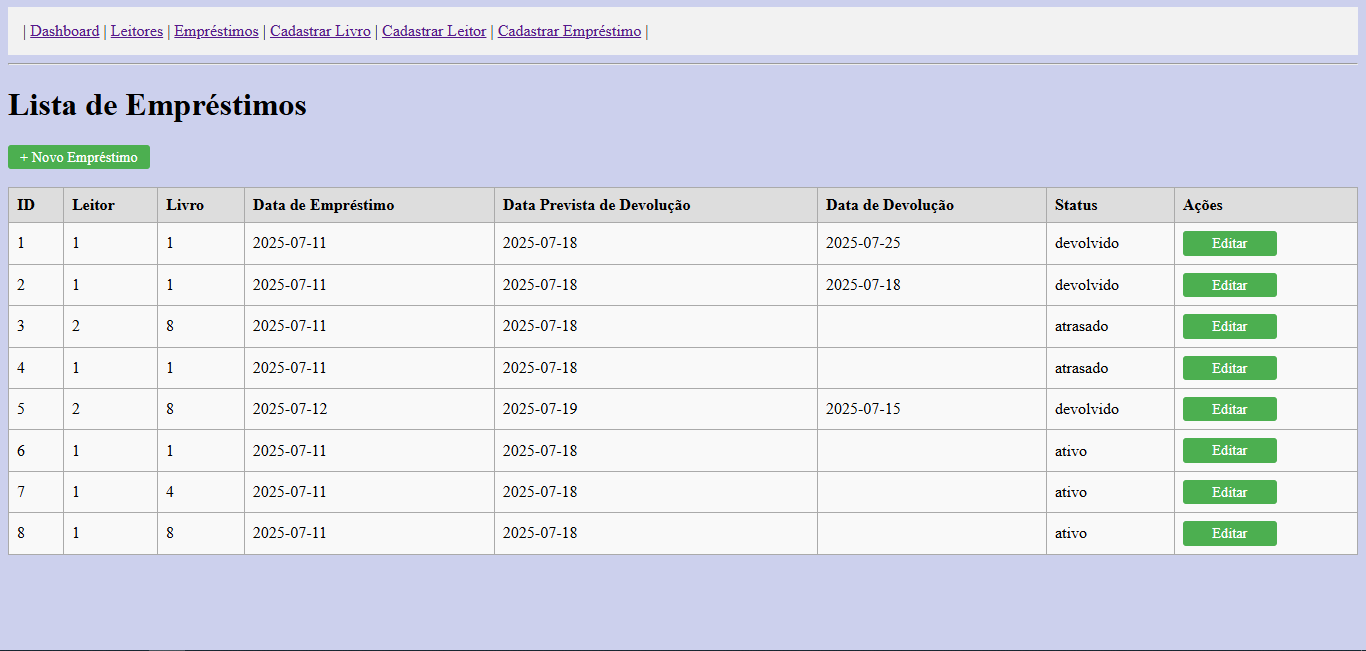 | Dashboard | Leitores | Empréstimos | Cadastrar Livro | Cadastrar Leitor | Cadastrar Empréstimo |
Lista de Empréstimos
+ Novo Empréstimo
ID Leitor Livro Data de Empréstimo Data Prevista de Devolução Data de Devolução Status Ações
1 1 1 2025-07-11 2025-07-18 2025-07-25 devolvido Editar
2 1 1 2025-07-11 2025-07-18 2025-07-18 devolvido Editar
3 2 8 2025-07-11 2025-07-18 atrasado Editar
4 1 1 2025-07-11 2025-07-18 atrasado Editar
5 2 8 2025-07-12 2025-07-19 2025-07-15 devolvido Editar
6 1 1 2025-07-11 2025-07-18 ativo Editar
7 1 4 2025-07-11 2025-07-18 ativo Editar
8 1 8 2025-07-11 2025-07-18 ativo Editar